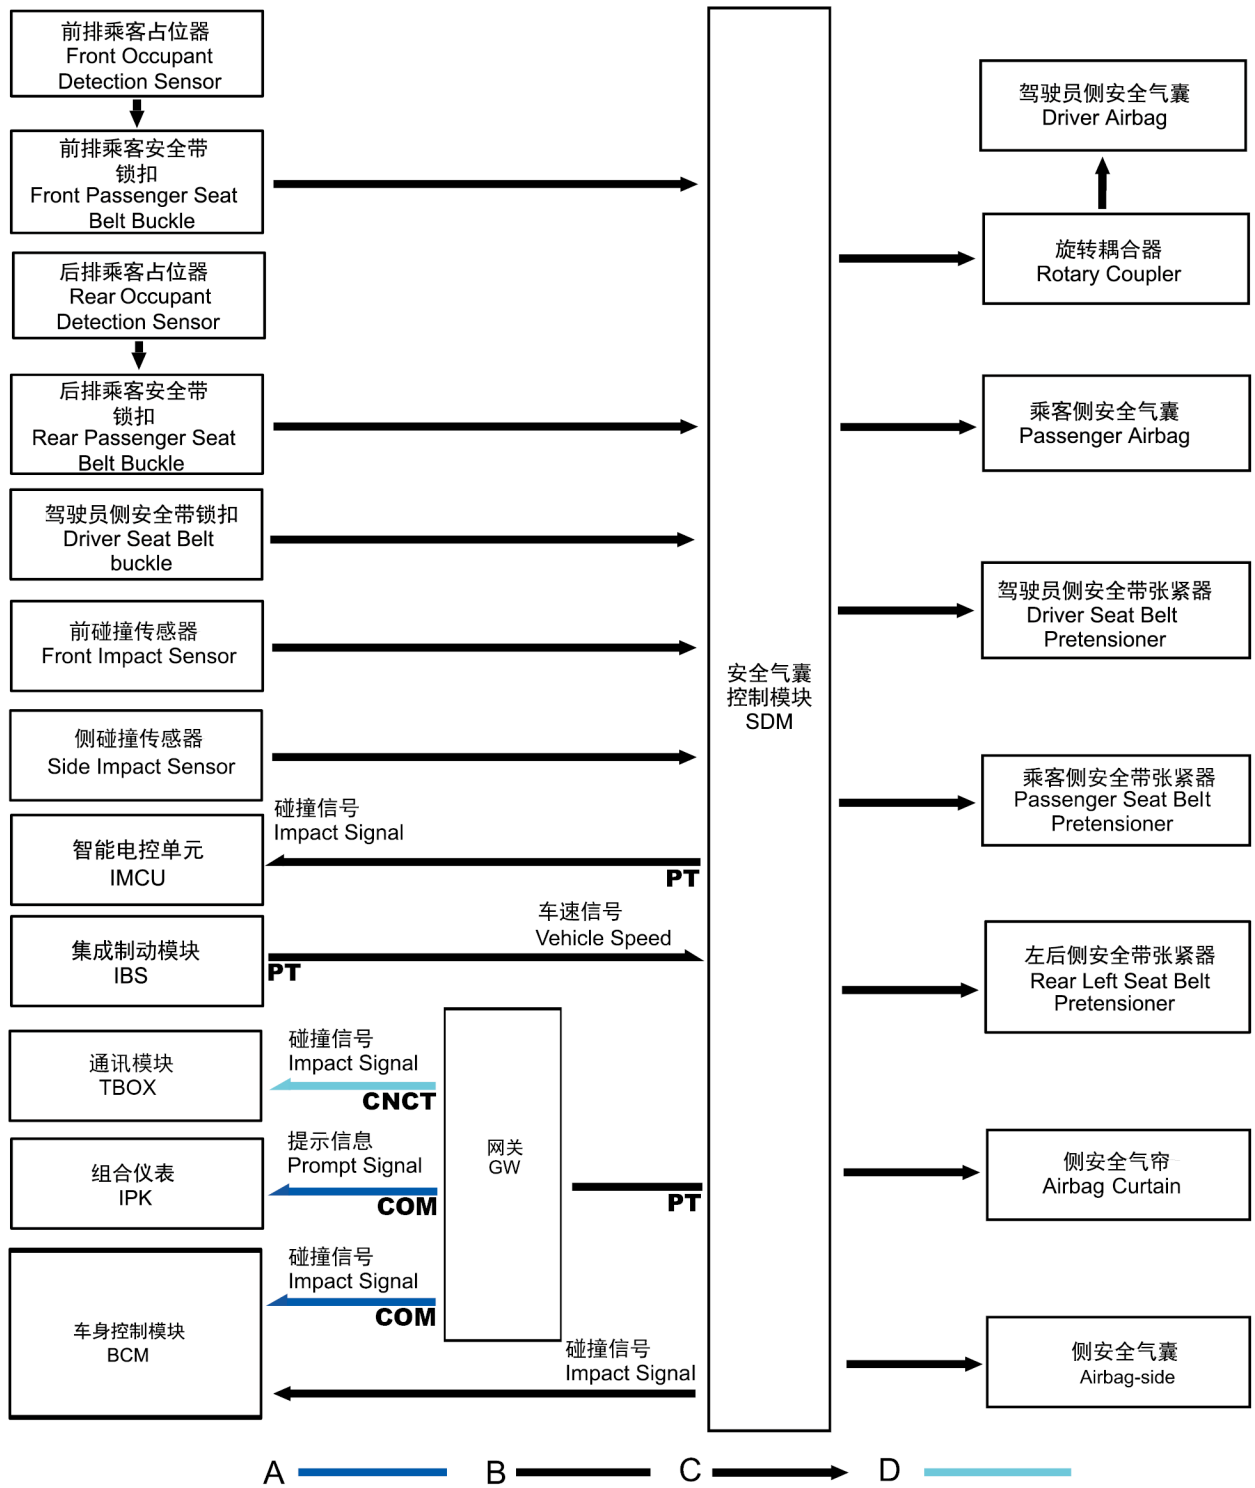 前排乘客占位器
Front Occupant
Detection Sensor
前排乘客安全带
锁扣
Front Passenger Seat
Belt Buckle
后排乘客占位器
Rear Occupant
Detection Sensor
后排乘客安全带
锁扣
Rear Passenger Seat
Belt Buckle
驾驶员侧安全带锁扣
Driver Seat Belt
buckle
前碰撞传感器
Front Impact Sensor
侧碰撞传感器
Side Impact Sensor
智能电控单元
IMCU
碰撞信号
Impact Signal
PT
集成制动模块
IBS
车速信号
Vehicle Speed
PT
通讯模块
TBOX
碰撞信号
Impact Signal
CNCT
组合仪表
IPK
提示信息
Prompt Signal
COM
车身控制模块
BCM
碰撞信号
Impact Signal
COM
碰撞信号
Impact Signal
网关
GW
PT
安全气囊
控制模块
SDM
驾驶员侧安全气囊
Driver Airbag
旋转耦合器
Rotary Coupler
乘客侧安全气囊
Passenger Airbag
驾驶员侧安全带张紧器
Driver Seat Belt
Pretensioner
乘客侧安全带张紧器
Passenger Seat Belt
Pretensioner
左后侧安全带张紧器
Rear Left Seat Belt
Pretensioner
侧安全气帘
Airbag Curtain
侧安全气囊
Airbag-side
A
B
C
D